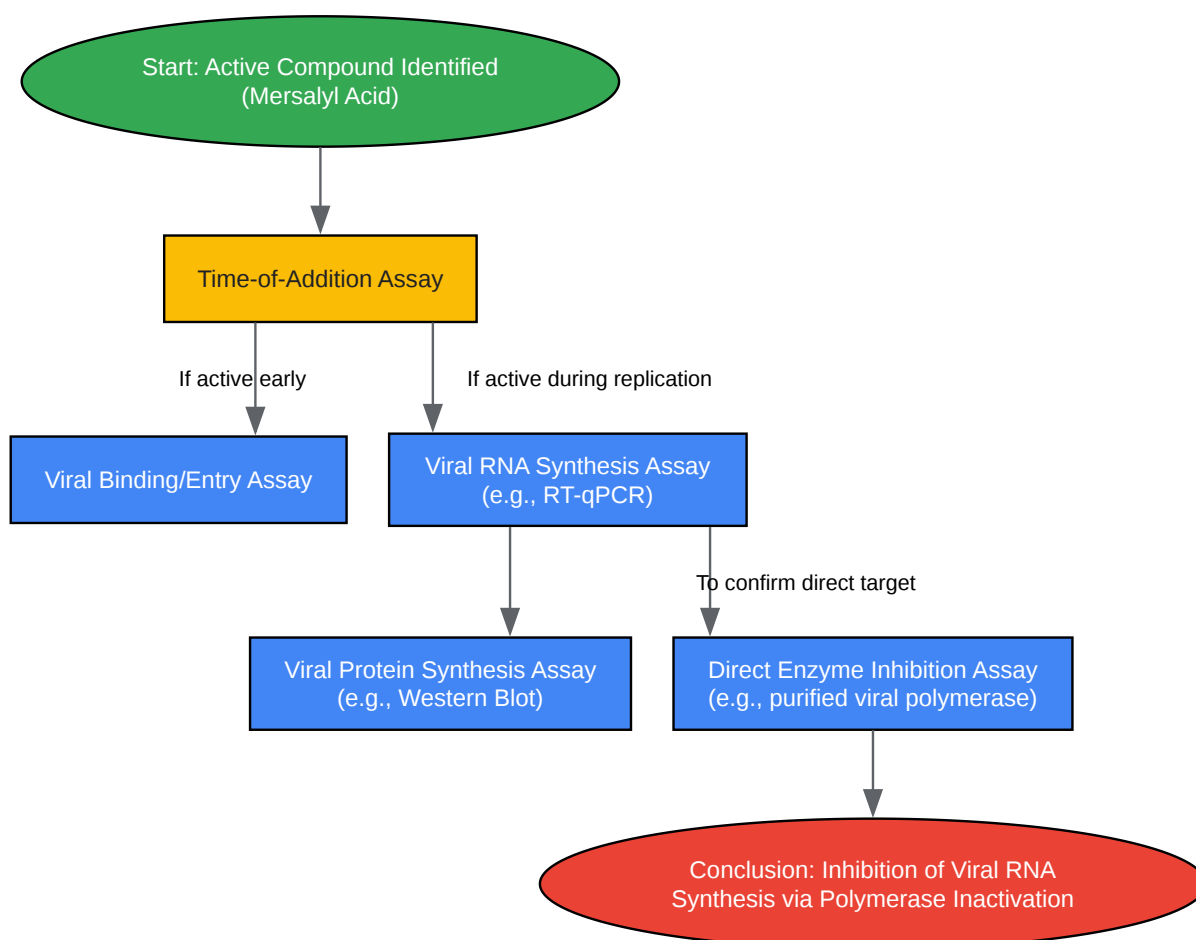 Start: Active Compound Identified
(Mersalyl Acid)
Time-of-Addition Assay
If active early
If active during replication
Viral Binding/Entry Assay
Viral RNA Synthesis Assay
(e.g., RT-qPCR)
To confirm direct target
Viral Protein Synthesis Assay
(e.g., Western Blot)
Direct Enzyme Inhibition Assay
(e.g., purified viral polymerase)
Conclusion: Inhibition of Viral RNA
Synthesis via Polymerase Inactivation